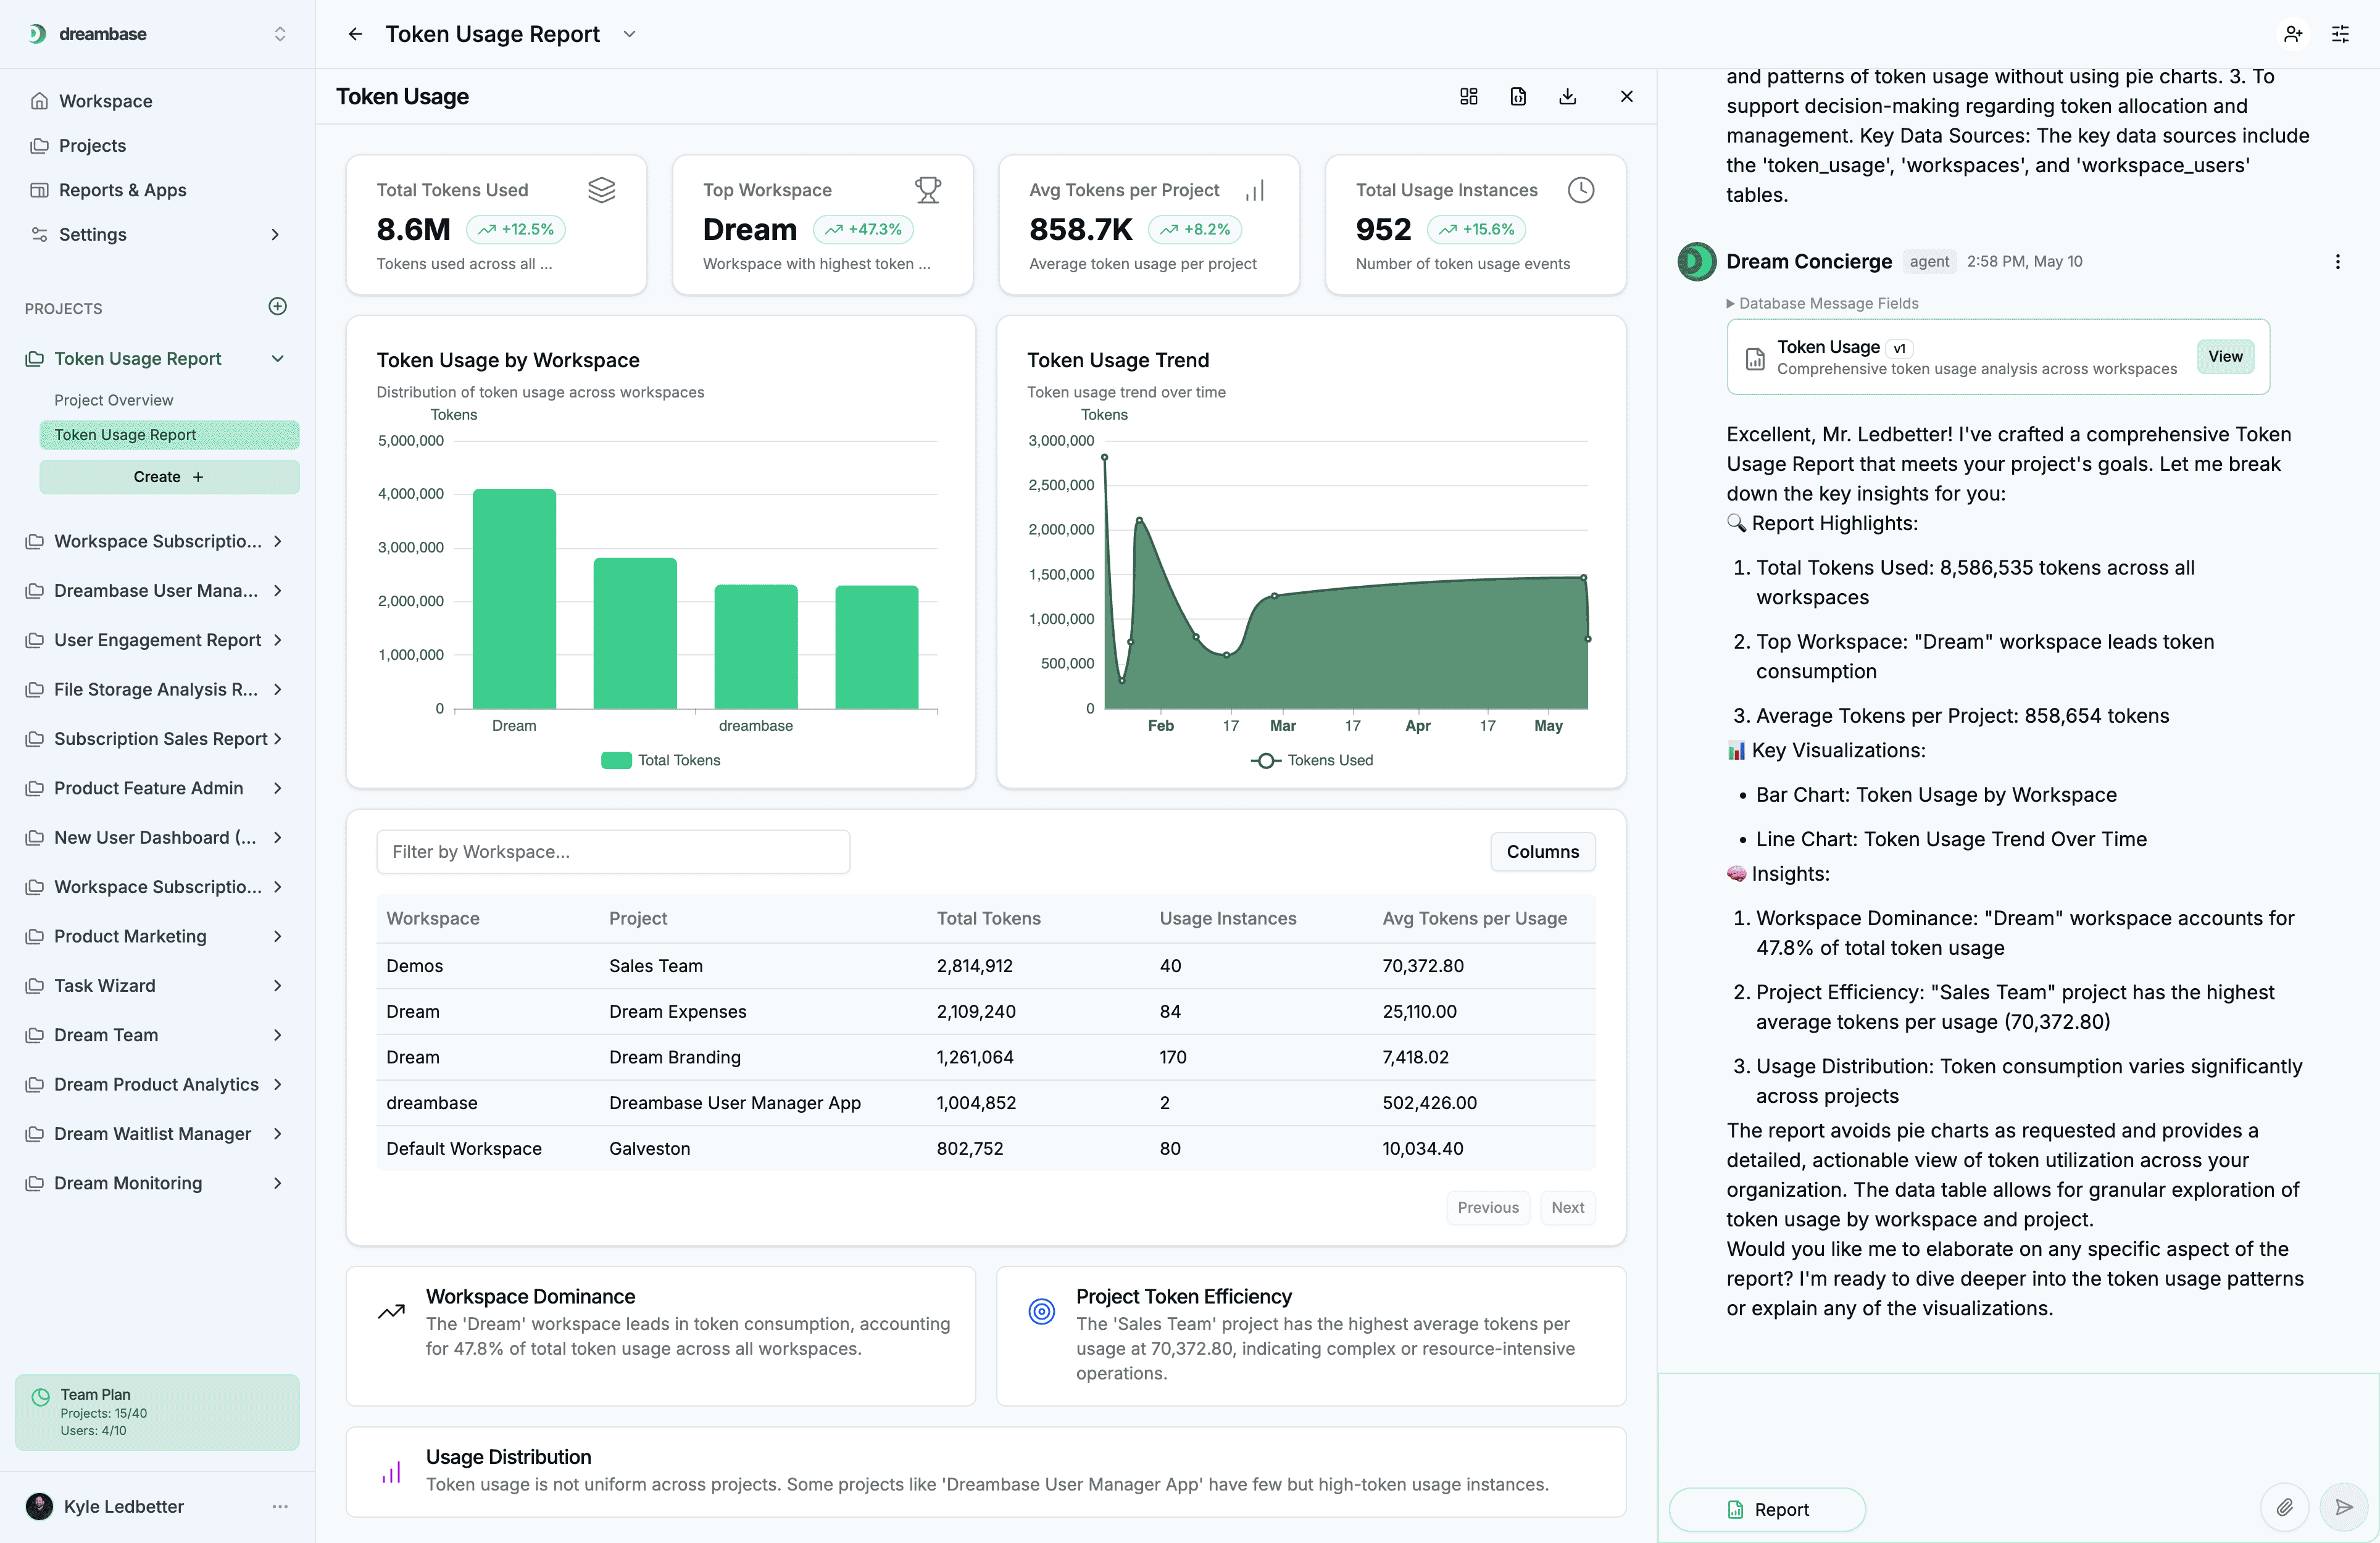 dreambase
Workspace
Projects
Reports & Apps
Settings
PROJECTS
Token Usage Report
Project Overview
Token Usage Report
Create +
Workspace Subscriptio...
Dreambase User Mana...
User Engagement Report
File Storage Analysis R...
Subscription Sales Report
Product Feature Admin
New User Dashboard (...
Workspace Subscriptio...
Product Marketing
Task Wizard
Dream Team
Dream Product Analytics
Dream Waitlist Manager
Dream Monitoring
Team Plan
Projects: 15/40
Users: 4/10
Kyle Ledbetter
Token Usage Report
Token Usage
Total Tokens Used
8.6M +12.5%
Tokens used across all ...
Top Workspace
Dream +47.3%
Workspace with highest token ...
Avg Tokens per Project
858.7K +8.2%
Average token usage per project
Total Usage Instances
952 +15.6%
Number of token usage events
Token Usage by Workspace
Distribution of token usage across workspaces
Tokens
5,000,000
4,000,000
3,000,000
2,000,000
1,000,000
0
Dream dreambase
Total Tokens
Token Usage Trend
Token usage trend over time
Tokens
3,000,000
2,500,000
2,000,000
1,500,000
1,000,000
500,000
0
Feb 17 Mar 17 Apr 17 May
Tokens Used
Filter by Workspace...
Columns
Workspace Project Total Tokens Usage Instances Avg Tokens per Usage
Demos Sales Team 2,814,912 40 70,372.80
Dream Dream Expenses 2,109,240 84 25,110.00
Dream Dream Branding 1,261,064 170 7,418.02
dreambase Dreambase User Manager App 1,004,852 2 502,426.00
Default Workspace Galveston 802,752 80 10,034.40
Previous Next
Workspace Dominance
The 'Dream' workspace leads in token consumption, accounting
for 47.8% of total token usage across all workspaces.
Project Token Efficiency
The 'Sales Team' project has the highest average tokens per
usage at 70,372.80, indicating complex or resource-intensive
operations.
Usage Distribution
Token usage is not uniform across projects. Some projects like 'Dreambase User Manager App' have few but high-token usage instances.
and patterns of token usage without using pie charts. 3. To
support decision-making regarding token allocation and
management. Key Data Sources: The key data sources include
the 'token_usage', 'workspaces', and 'workspace_users'
tables.
Dream Concierge agent 2:58 PM, May 10
Database Message Fields
Token Usage v1
Comprehensive token usage analysis across workspaces
View
Excellent, Mr. Ledbetter! I've crafted a comprehensive Token
Usage Report that meets your project's goals. Let me break
down the key insights for you:
🔍 Report Highlights:
1. Total Tokens Used: 8,586,535 tokens across all
workspaces
2. Top Workspace: "Dream" workspace leads token
consumption
3. Average Tokens per Project: 858,654 tokens
📊 Key Visualizations:
• Bar Chart: Token Usage by Workspace
• Line Chart: Token Usage Trend Over Time
🧠 Insights:
1. Workspace Dominance: "Dream" workspace accounts for
47.8% of total token usage
2. Project Efficiency: "Sales Team" project has the highest
average tokens per usage (70,372.80)
3. Usage Distribution: Token consumption varies significantly
across projects
The report avoids pie charts as requested and provides a
detailed, actionable view of token utilization across your
organization. The data table allows for granular exploration of
token usage by workspace and project.
Would you like me to elaborate on any specific aspect of the
report? I'm ready to dive deeper into the token usage patterns
or explain any of the visualizations.
Report